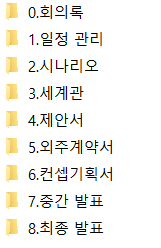 0.회의록
1.일정 관리
2.시나리오
3.세계관
4.제안서
5.외주계약서
6.컨셉기획서
7.중간 발표
8.최종 발표